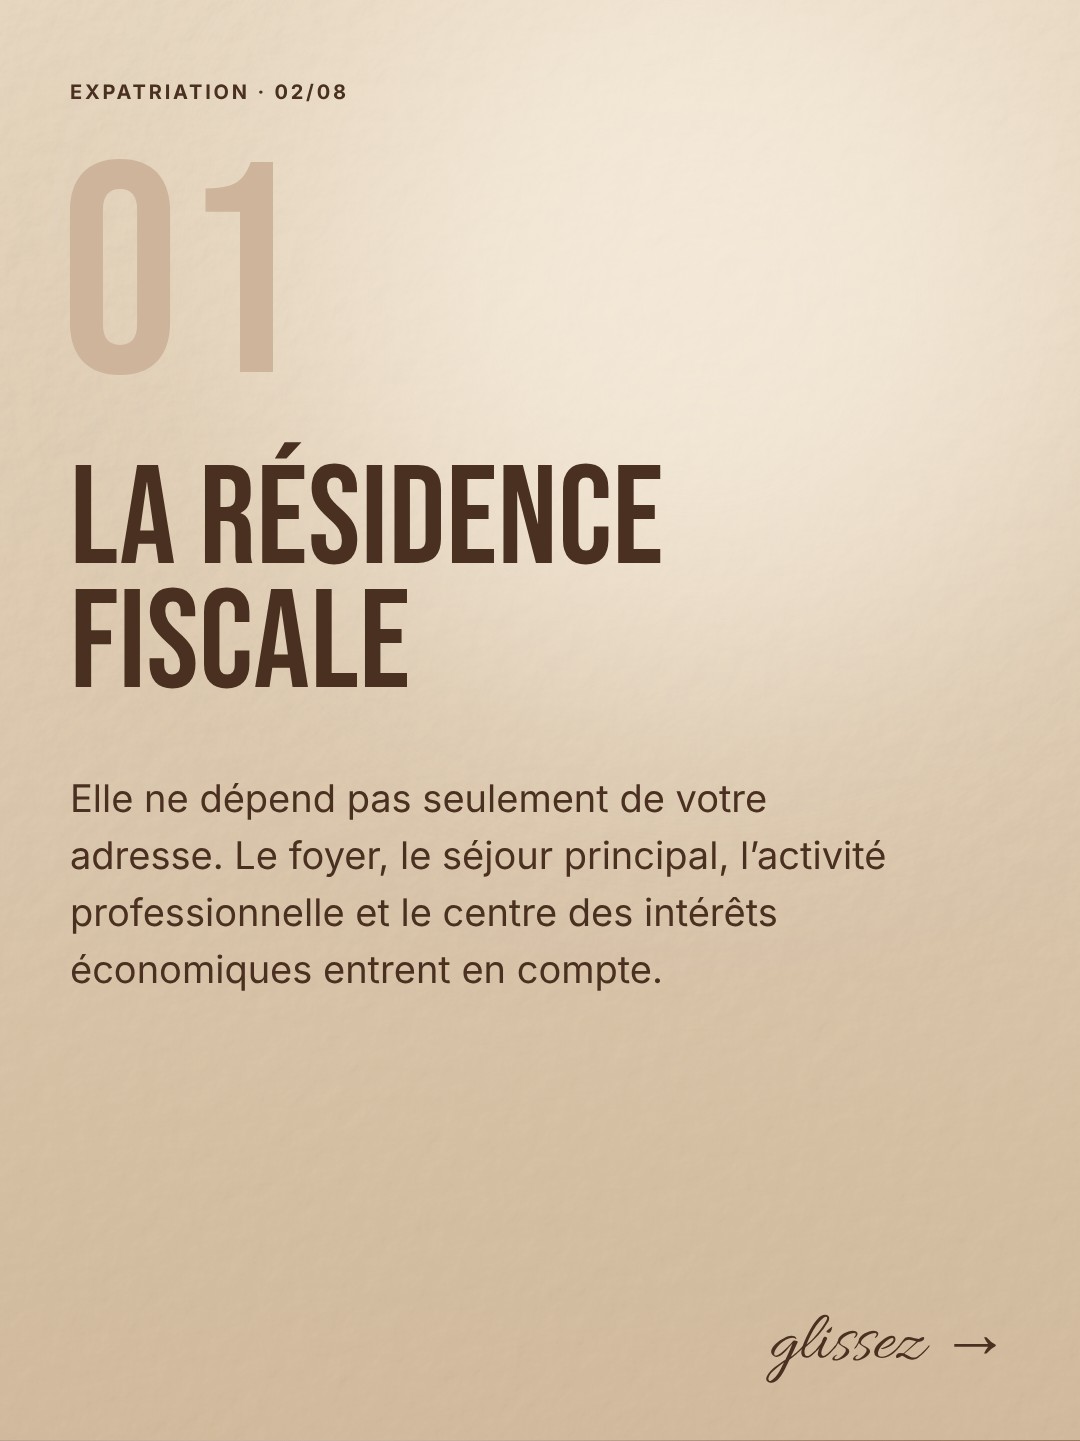 EXPATRIATION · 02/08
01
LA RÉSIDENCE
FISCALE
Elle ne dépend pas seulement de votre
adresse. Le foyer, le séjour principal, l’activité
professionnelle et le centre des intérêts
économiques entrent en compte.
glissez →